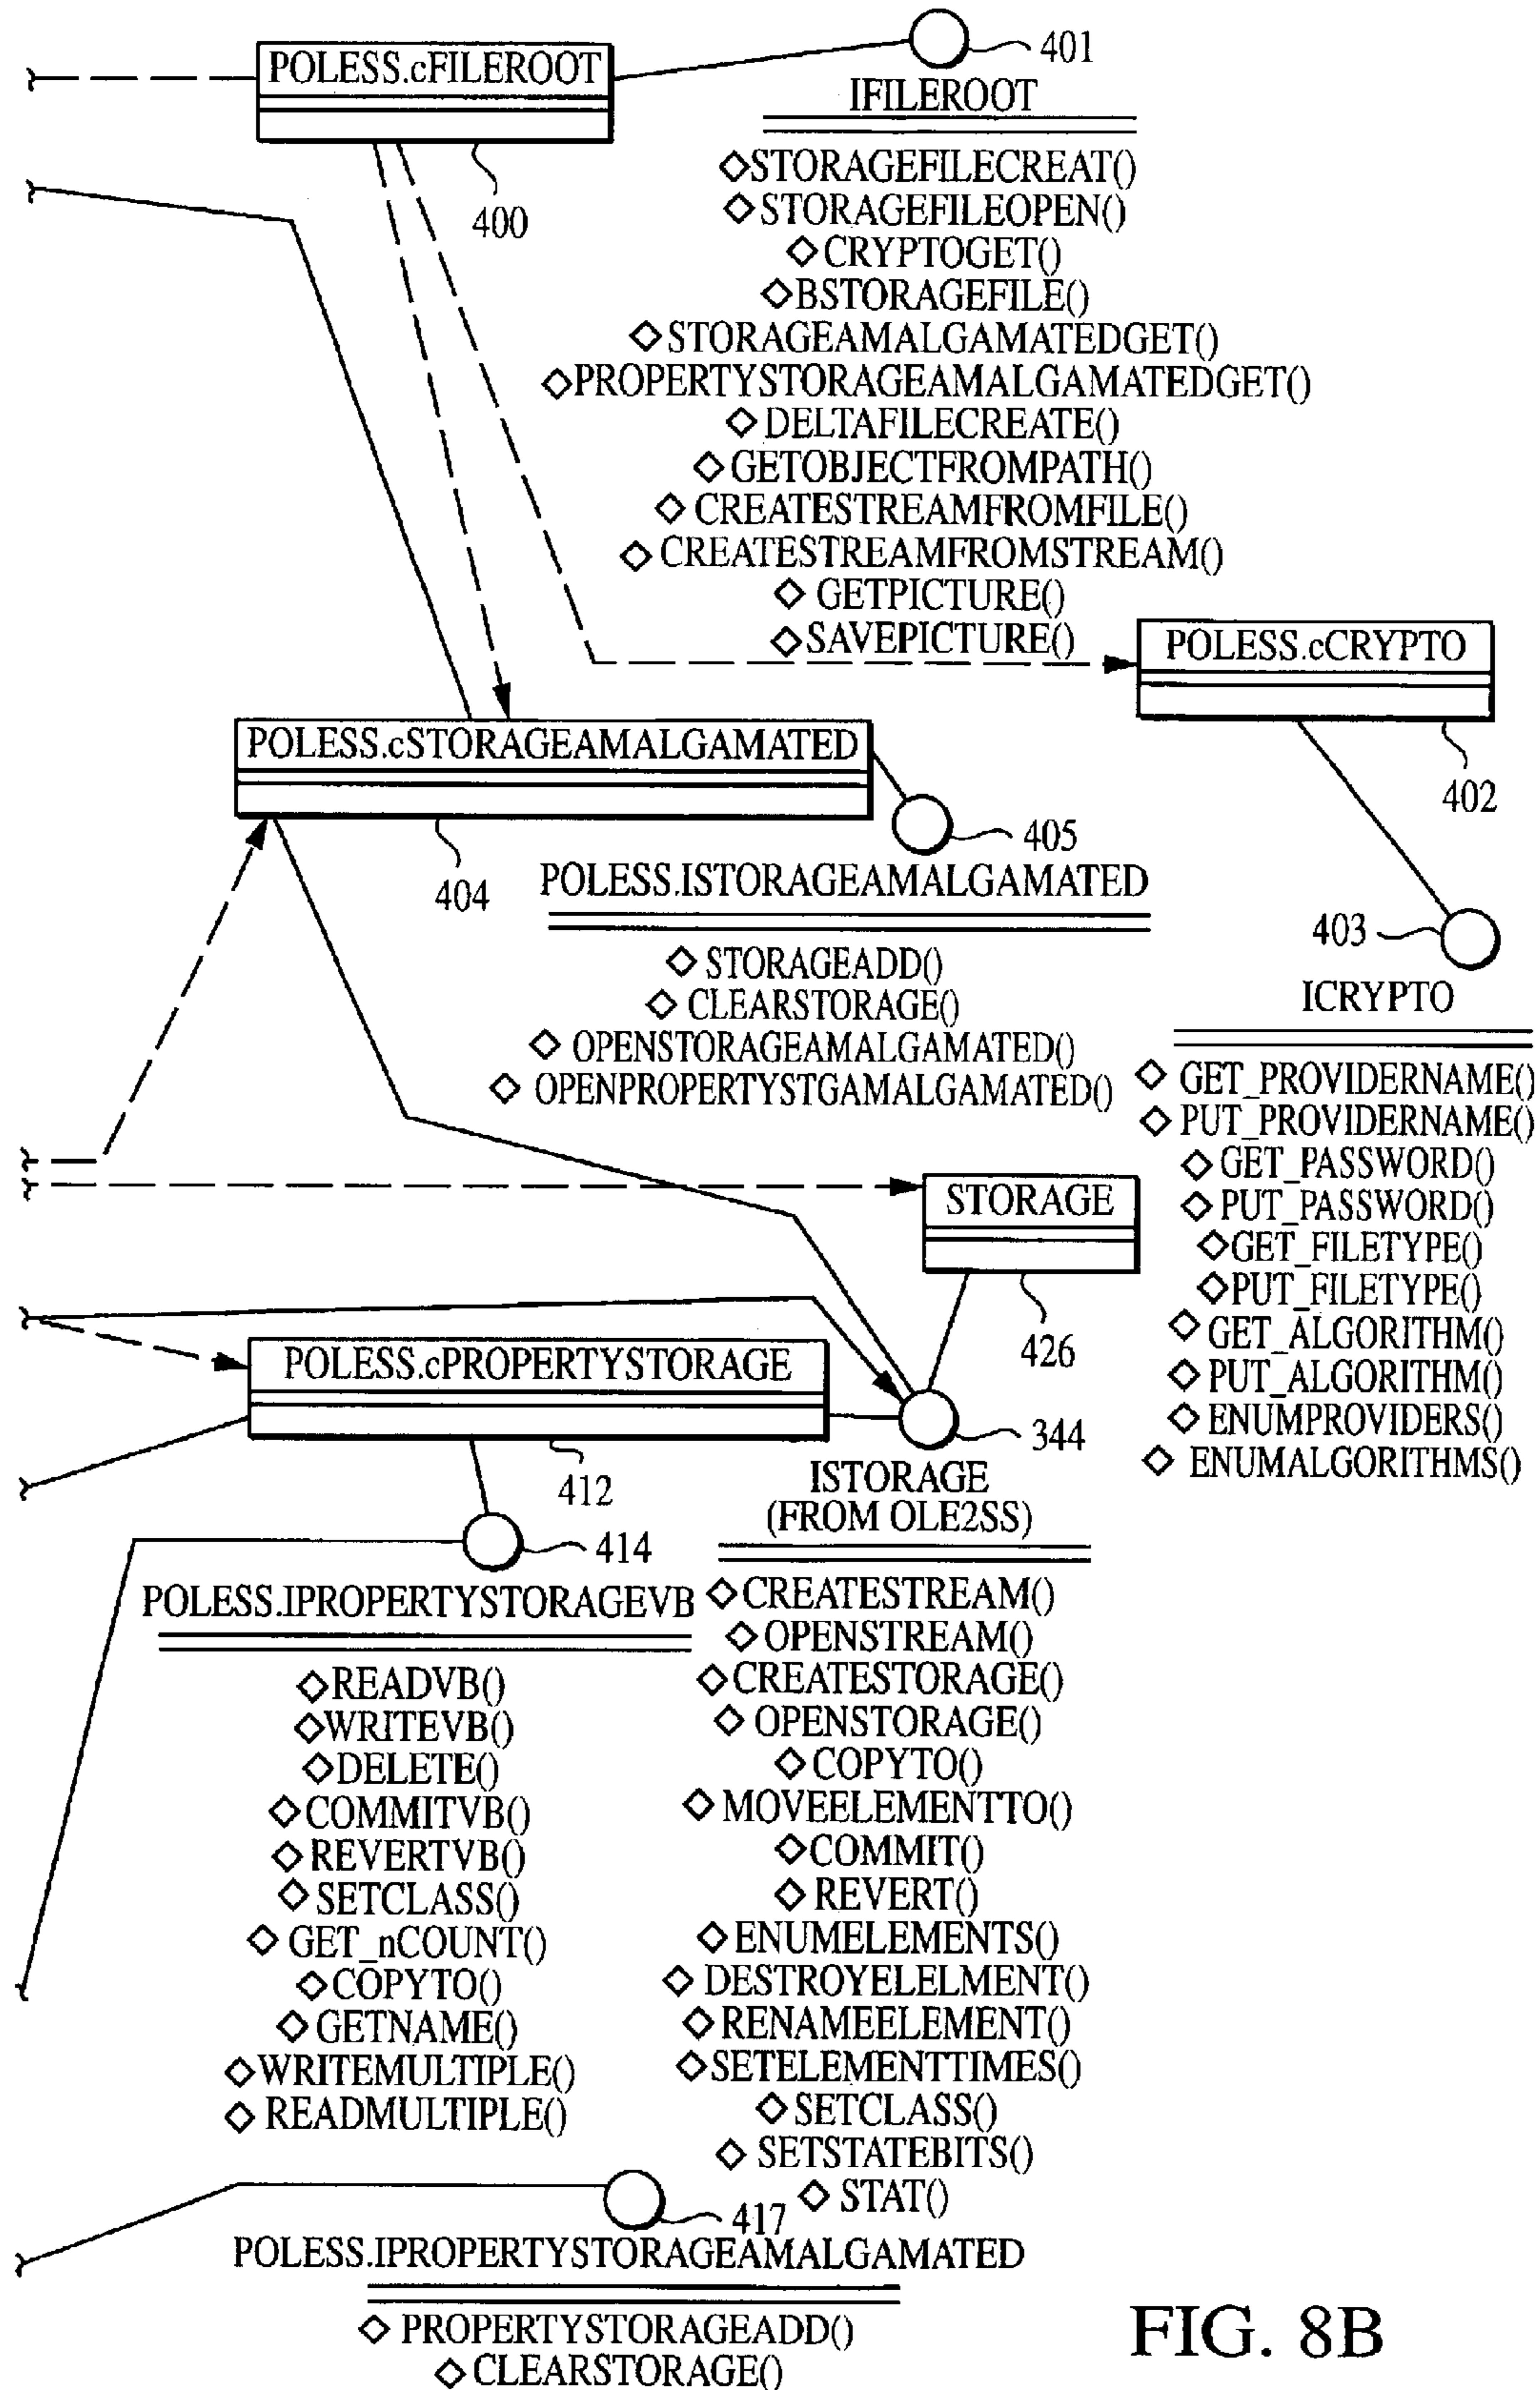 POLESS.cFILEROOT
400
401
IFILEROOT
◇STORAGEFILECREAT()
◇STORAGEFILEOPEN()
◇CRYPTOGET()
◇BSTORAGEFILE()
◇STORAGEAMALGAMATEDGET()
◇PROPERTYSTORAGEAMALGAMATEDGET()
◇DELTAFILECREATE()
◇GETOBJECTFROMPATH()
◇CREATESTREAMFROMFILE()
◇CREATESTREAMFROMSTREAM()
◇GETPICTURE()
◇SAVEPICTURE()
POLESS.cCRYPTO
402
403
ICRYPTO
◇GET_PROVIDERNAME()
◇PUT_PROVIDERNAME()
◇GET_PASSWORD()
◇PUT_PASSWORD()
◇GET_FILETYPE()
◇PUT_FILETYPE()
◇GET_ALGORITHM()
◇PUT_ALGORITHM()
◇ENUMPROVIDERS()
◇ENUMALGORITHMS()
POLESS.cSTORAGEAMALGAMATED
404
405
POLESS.ISTORAGEAMALGAMATED
◇STORAGEADD()
◇CLEARSTORAGE()
◇OPENSTORAGEAMALGAMATED()
◇OPENPROPERTYSTGAMALGAMATED()
STORAGE
426
POLESS.cPROPERTYSTORAGE
412
414
POLESS.IPROPERTYSTORAGEVB
◇READVB()
◇WRITEVB()
◇DELETE()
◇COMMITVB()
◇REVERTVB()
◇SETCLASS()
◇GET_nCOUNT()
◇COPYTO()
◇GETNAME()
◇WRITEMULTIPLE()
◇READMULTIPLE()
344
ISTORAGE
(FROM OLE2SS)
◇CREATESTREAM()
◇OPENSTREAM()
◇CREATESTORAGE()
◇OPENSTORAGE()
◇COPYTO()
◇MOVEELEMENTTO()
◇COMMIT()
◇REVERT()
◇ENUMELEMENTS()
◇DESTROYELELMENT()
◇RENAMEELEMENT()
◇SETELEMENTTIMES()
◇SETCLASS()
◇SETSTATEBITS()
◇STAT()
417
POLESS.IPROPERTYSTORAGEAMALGAMATED
◇PROPERTYSTORAGEADD()
◇CLEARSTORAGE()
FIG. 8B